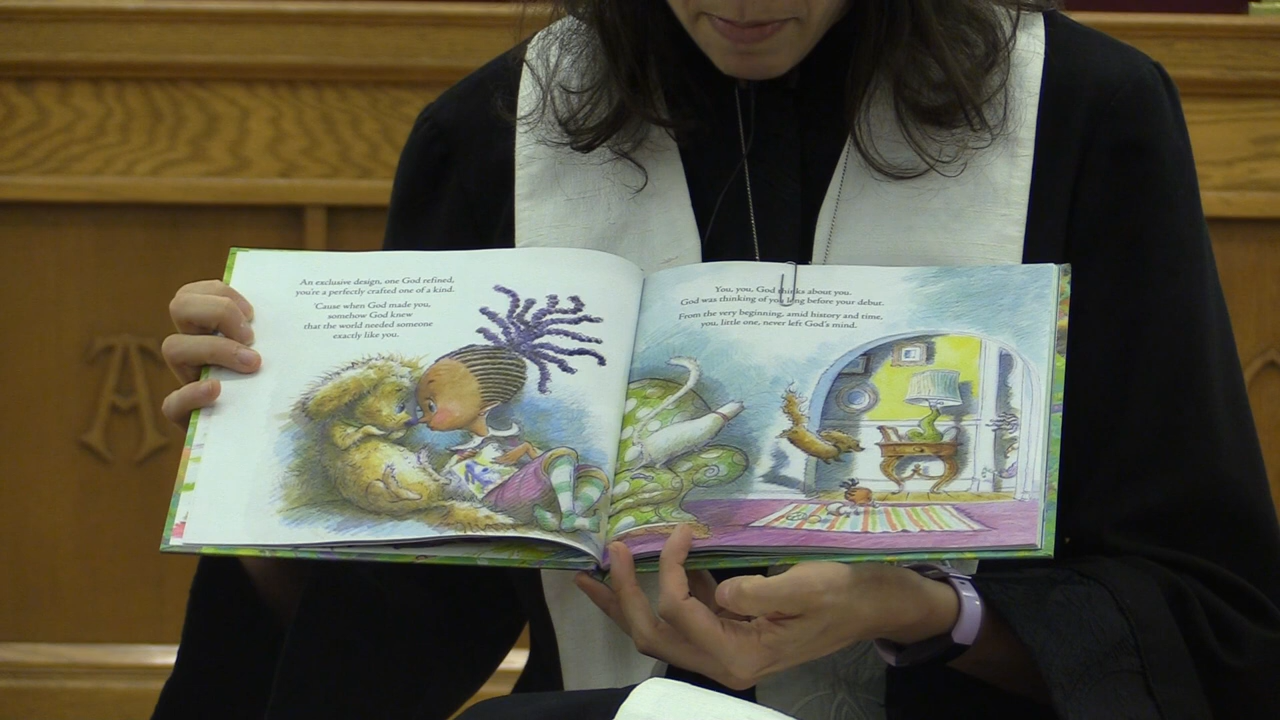 An exclusive design, one God refined,
you're a perfectly crafted one of a kind.
'Cause when God made you,
somehow God knew
that the world needed someone
exactly like you.
You, you, God thinks about you.
God was thinking of you long before your debut.
From the very beginning, amid history and time,
you, little one, never left God's mind.
A